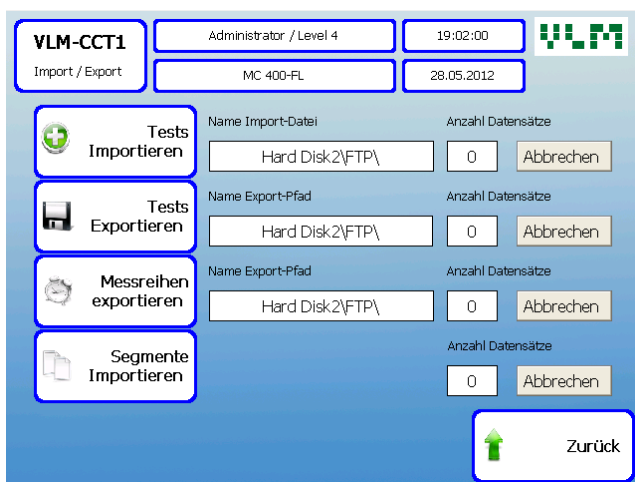 VLM-CCT1
Import / Export
Administrator / Level 4
19:02:00
VLM
MC 400-FL
28.05.2012
Tests Importieren
Name Import-Datei
Anzahl Datensätze
Hard Disk2\FTP\
0
Abbrechen
Tests Exportieren
Name Export-Pfad
Anzahl Datensätze
Hard Disk2\FTP\
0
Abbrechen
Messreihen exportieren
Name Export-Pfad
Anzahl Datensätze
Hard Disk2\FTP\
0
Abbrechen
Segmente Importieren
Anzahl Datensätze
0
Abbrechen
Zurück